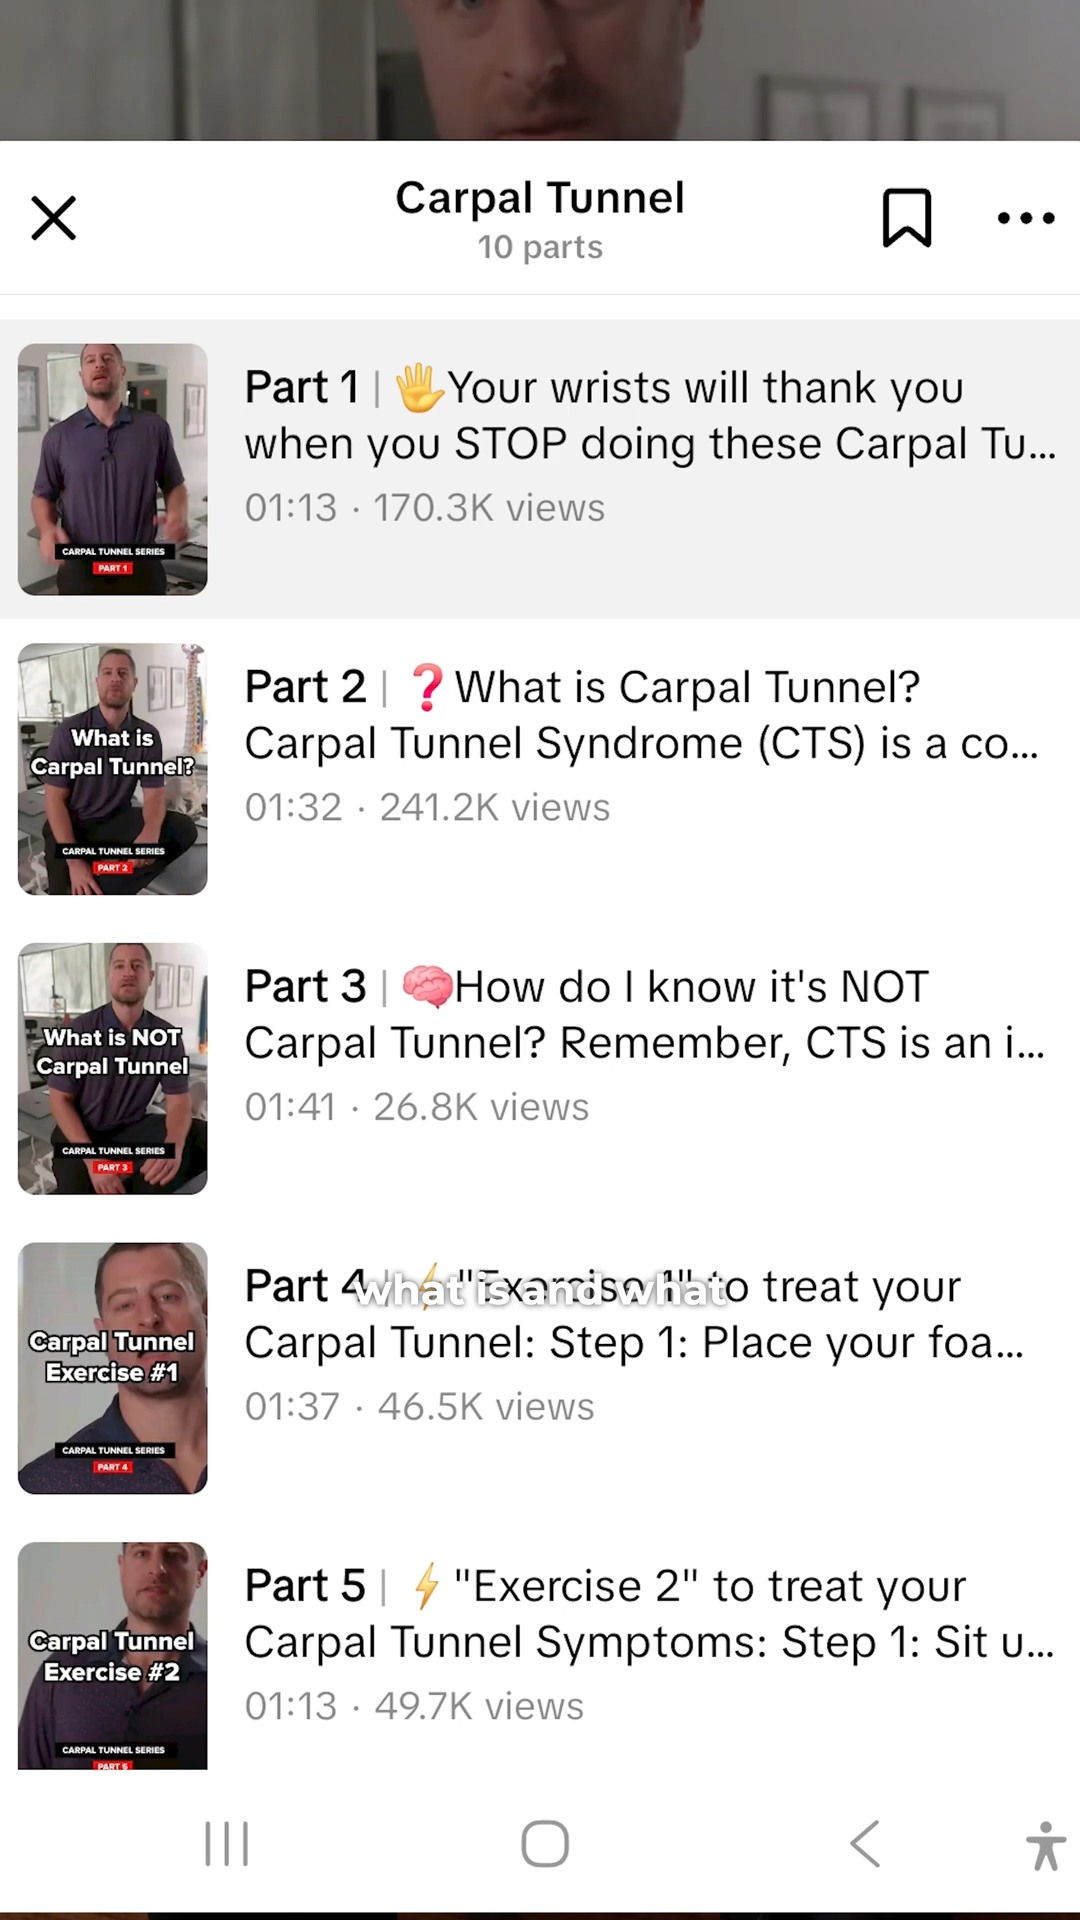 Carpal Tunnel
10 parts
Part 1 | 🖐Your wrists will thank you
when you STOP doing these Carpal Tu...
01:13 · 170.3K views
CARPAL TUNNEL SERIES
PART 1
Part 2 | ❓What is Carpal Tunnel?
Carpal Tunnel Syndrome (CTS) is a co...
01:32 · 241.2K views
What is
Carpal Tunnel?
CARPAL TUNNEL SERIES
PART 2
Part 3 | 🧠How do I know it's NOT
Carpal Tunnel? Remember, CTS is an i...
01:41 · 26.8K views
What is NOT
Carpal Tunnel
CARPAL TUNNEL SERIES
PART 3
Part 4 | ⚡"Exercise 1" to treat your
Carpal Tunnel: Step 1: Place your foa...
01:37 · 46.5K views
what is and what
Carpal Tunnel
Exercise #1
CARPAL TUNNEL SERIES
PART 4
Part 5 | ⚡"Exercise 2" to treat your
Carpal Tunnel Symptoms: Step 1: Sit u...
01:13 · 49.7K views
Carpal Tunnel
Exercise #2
CARPAL TUNNEL SERIES
PART 5